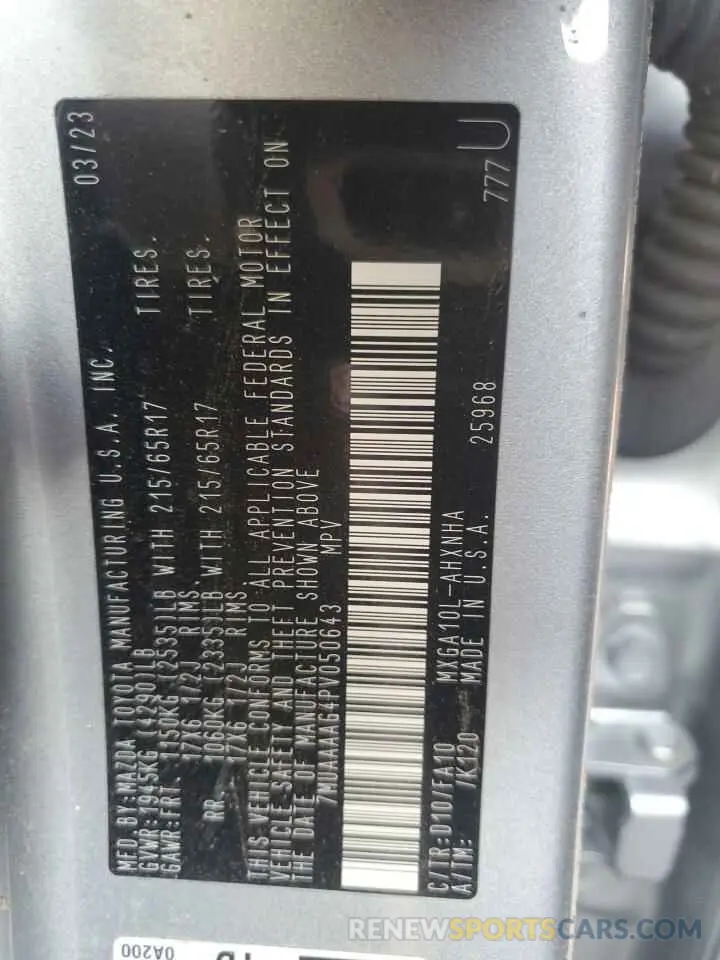 MFD.BY:MAZDA TOYOTA MANUFACTURING U.S.A. INC. 03/23
GVWR:1945KG (4290)LB
GAWR:FRT. 1150KG (2535)LB WITH 215/65R17 TIRES.
17X6 1/2J RIMS.
RR. 1060KG (2335)LB WITH 215/65R17 TIRES.
17X6 1/2J RIMS.
THIS VEHICLE CONFORMS TO ALL APPLICABLE FEDERAL MOTOR
VEHICLE SAFETY AND THEFT PREVENTION STANDARDS IN EFFECT ON
THE DATE OF MANUFACTURE SHOWN ABOVE
7MUAAAAG4PV050643 MPV
C/TR:D10/FA10 MXGA10L-AHXNHA
A/TM: /K120 MADE IN U.S.A. 25968
777 U
0A200
RENEWSPORTSCARS.COM